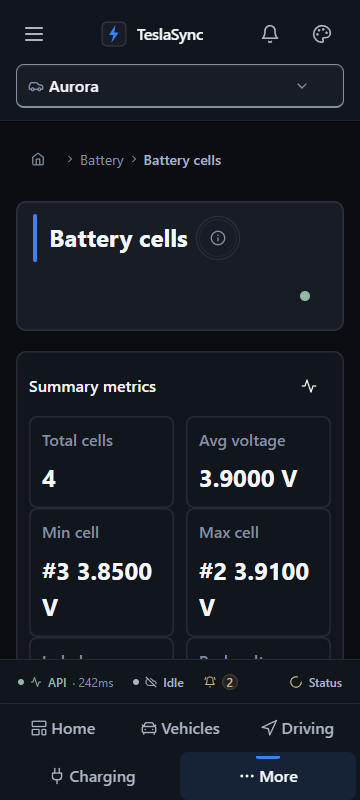 TeslaSync
Aurora
Battery
Battery cells
Battery cells
Summary metrics
Total cells
4
Avg voltage
3.9000 V
Min cell
#3 3.8500
V
Max cell
#2 3.9100
V
API · 242ms
Idle
2
Status
Home
Vehicles
Driving
Charging
More